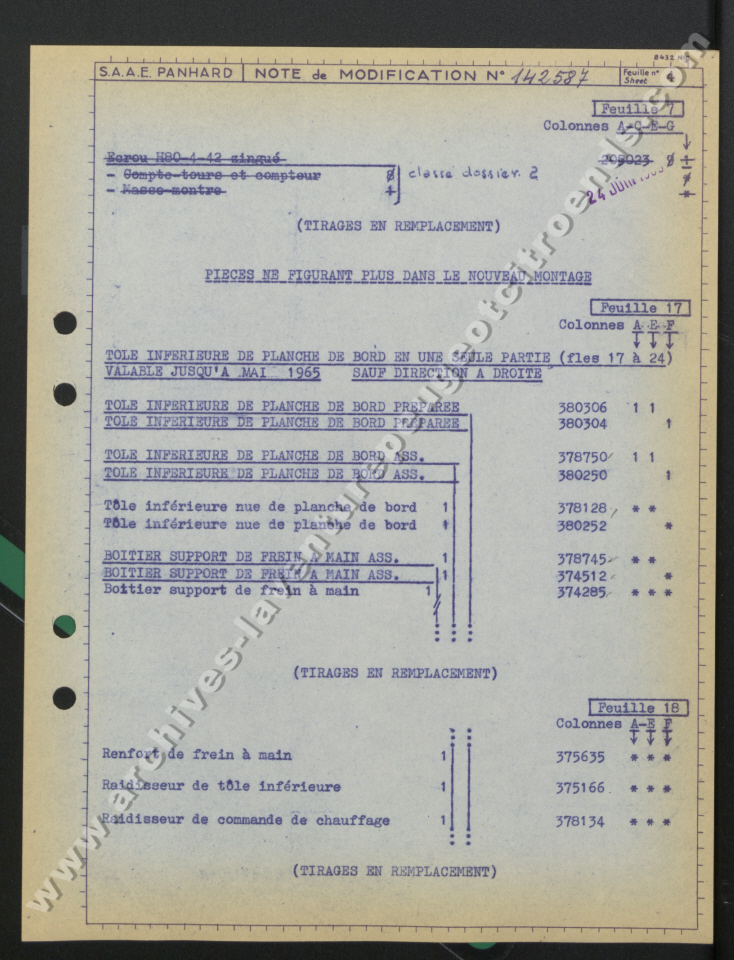 8432 N°
S.A.A.E. PANHARD NOTE de MODIFICATION N° 142587 Feuille n° Sheet 4
Feuille 7
Colonnes A-C-E-G
Ecrou H80-4-42 zingué 205023 8 +
- Compte-tours et compteur 8 classé dossier 2 *
- Masse-montre + *
24 JUIN
(TIRAGES EN REMPLACEMENT)
PIECES NE FIGURANT PLUS DANS LE NOUVEAU MONTAGE
Feuille 17
Colonnes A E F
TOLE INFERIEURE DE PLANCHE DE BORD EN UNE SEULE PARTIE (fles 17 à 24)
VALABLE JUSQU'A MAI 1965 SAUF DIRECTION A DROITE
TOLE INFERIEURE DE PLANCHE DE BORD PREPAREE 380306 1 1
TOLE INFERIEURE DE PLANCHE DE BORD PREPAREE 380304 1
TOLE INFERIEURE DE PLANCHE DE BORD ASS. 378750 1 1
TOLE INFERIEURE DE PLANCHE DE BORD ASS. 380250 1
Tôle inférieure nue de planche de bord 1 378128 * *
Tôle inférieure nue de planche de bord 1 380252 *
BOITIER SUPPORT DE FREIN A MAIN ASS. 1 378745 * *
BOITIER SUPPORT DE FREIN A MAIN ASS. 1 374512 *
Boitier support de frein à main 1 374285 * * *
(TIRAGES EN REMPLACEMENT)
Feuille 18
Colonnes A-E F
Renfort de frein à main 1 375635 * * *
Raidisseur de tôle inférieure 1 375166 * * *
Raidisseur de commande de chauffage 1 378134 * * *
(TIRAGES EN REMPLACEMENT)
www.archives-laventurepeugeotcitroends.com